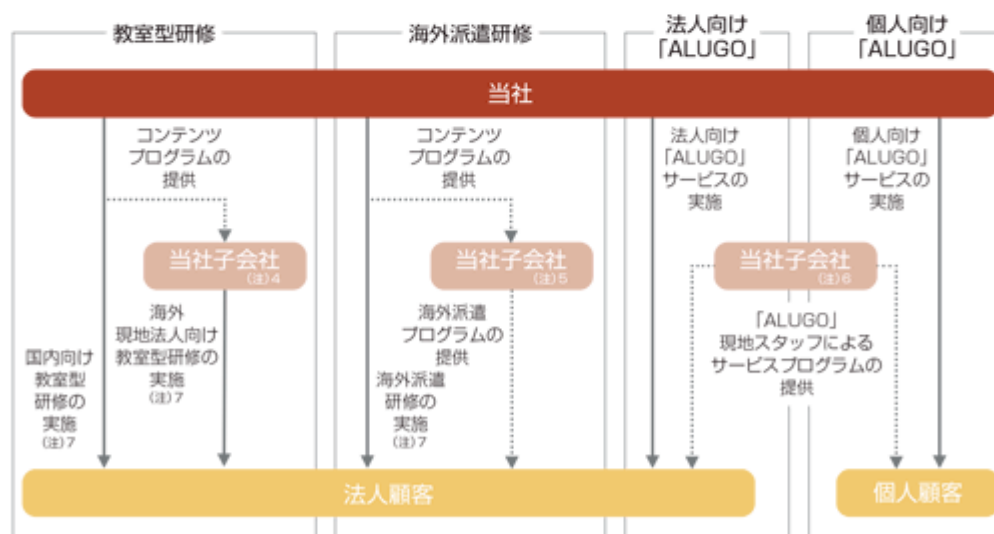 教室型研修
海外派遣研修
法人向け
「ALUGO」
個人向け
「ALUGO」
当社
コンテンツ
プログラムの
提供
コンテンツ
プログラムの
提供
法人向け
「ALUGO」
サービスの
実施
個人向け
「ALUGO」
サービスの
実施
当社子会社
(注)4
当社子会社
(注)5
当社子会社
(注)6
国内向け
教室型
研修の
実施
(注)7
海外
現地法人向け
教室型研修の
実施
(注)7
海外派遣
プログラムの
提供
海外派遣
研修の
実施
(注)7
「ALUGO」
現地スタッフによる
サービスプログラムの
提供
法人顧客
個人顧客